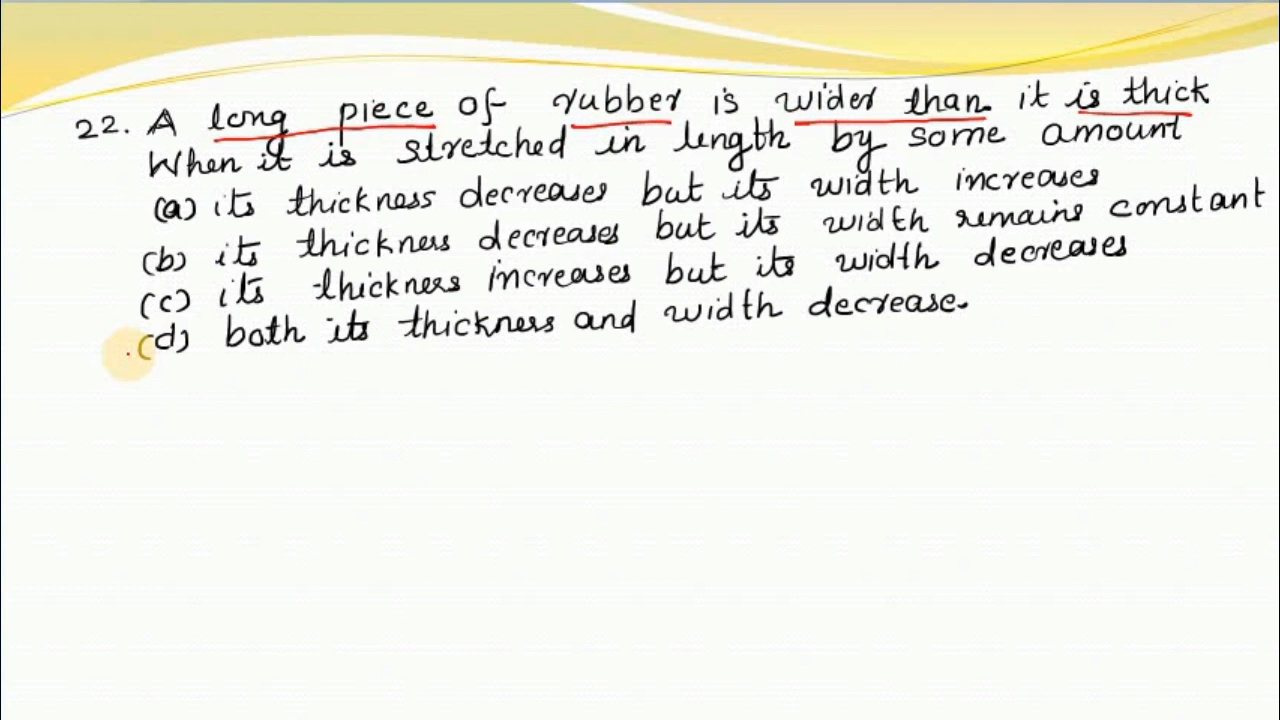 22. A long piece of rubber is wider than it is thick
When it is stretched in length by some amount
(a) its thickness decreases but its width increases
(b) its thickness decreases but its width remains constant
(c) its thickness increases but its width decreases
(d) both its thickness and width decrease.